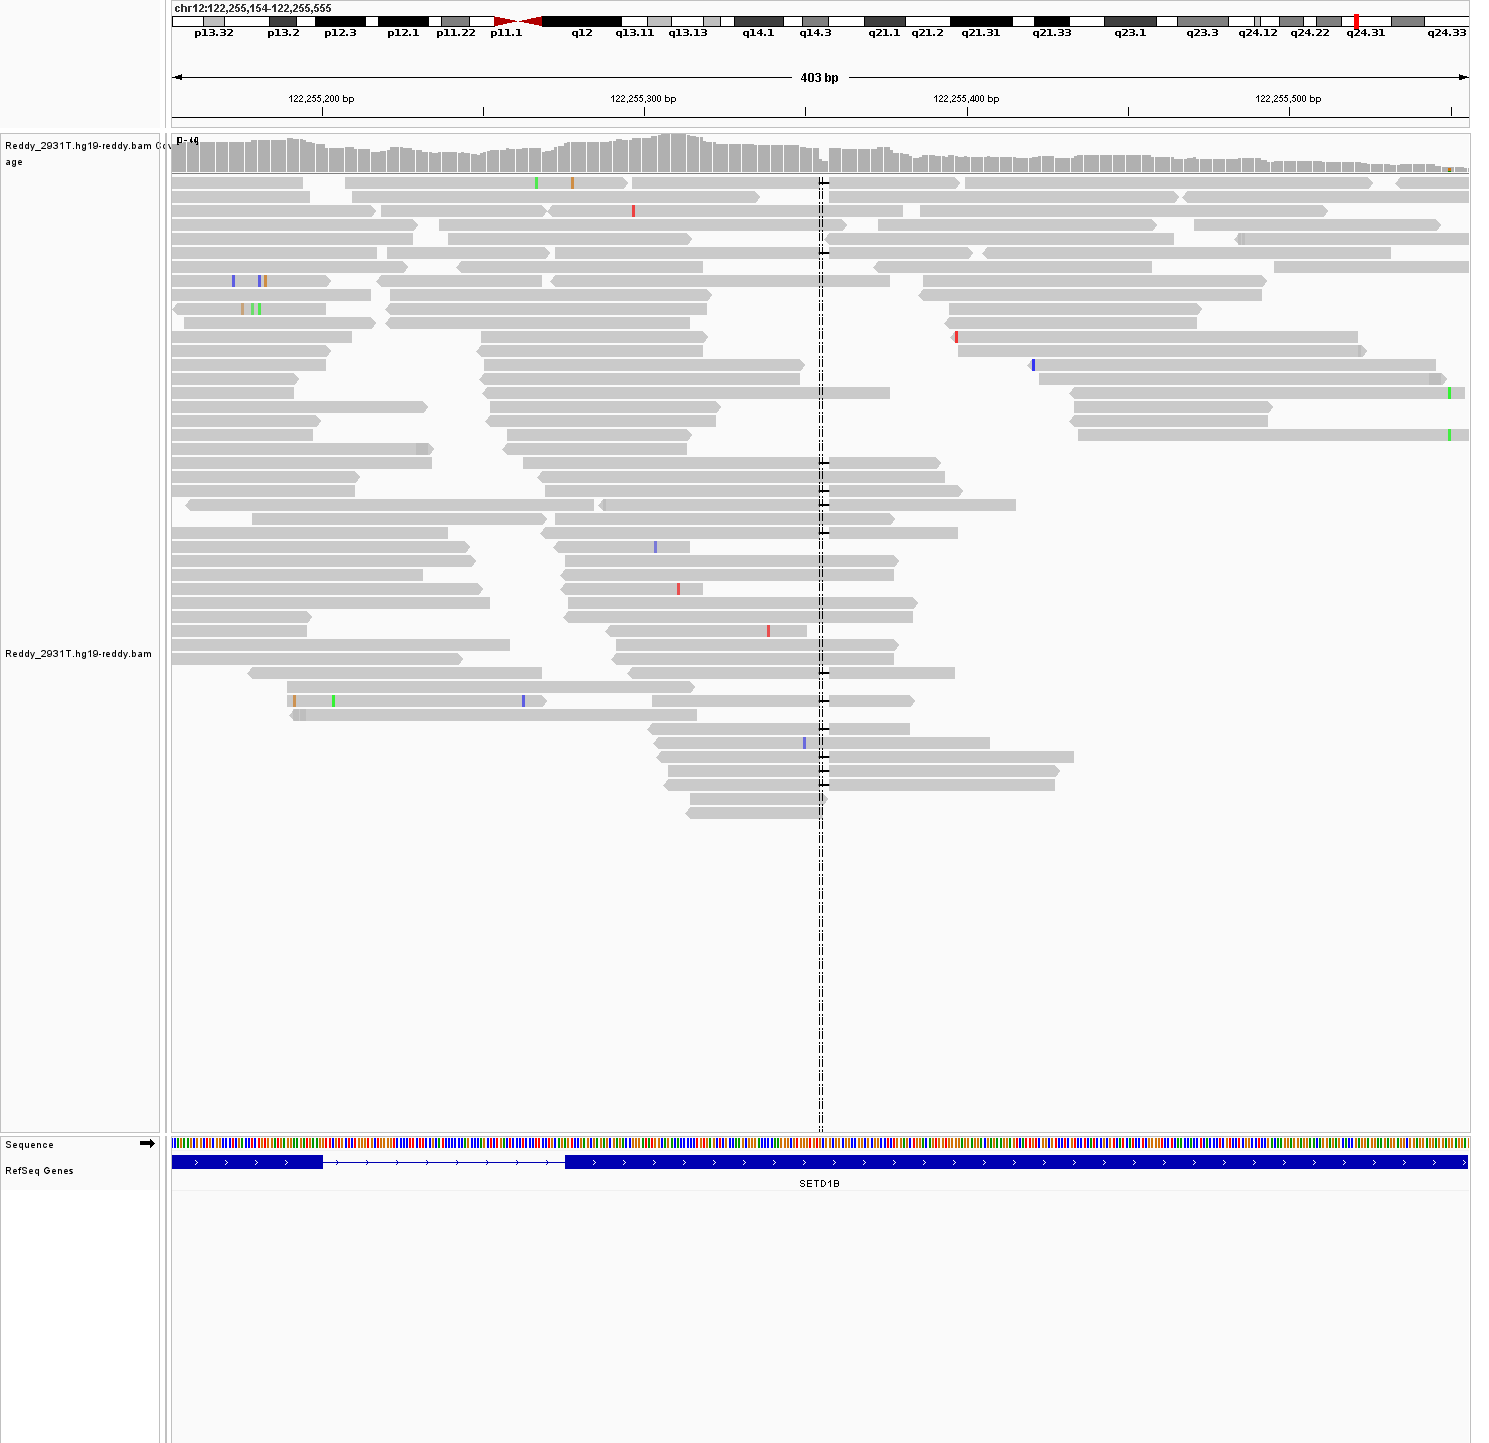 chr12:122,255,154-122,255,555
p13.32 p13.2 p12.3 p12.1 p11.22 p11.1 q12 q13.11 q13.13 q14.1 q14.3 q21.1 q21.2 q21.31 q21.33 q23.1 q23.3 q24.12 q24.22 q24.31 q24.33
403 bp
122,255,200 bp 122,255,300 bp 122,255,400 bp 122,255,500 bp
Reddy_2931T.hg19-reddy.bam Cov
age
Reddy_2931T.hg19-reddy.bam
Sequence
RefSeq Genes
SETD1B